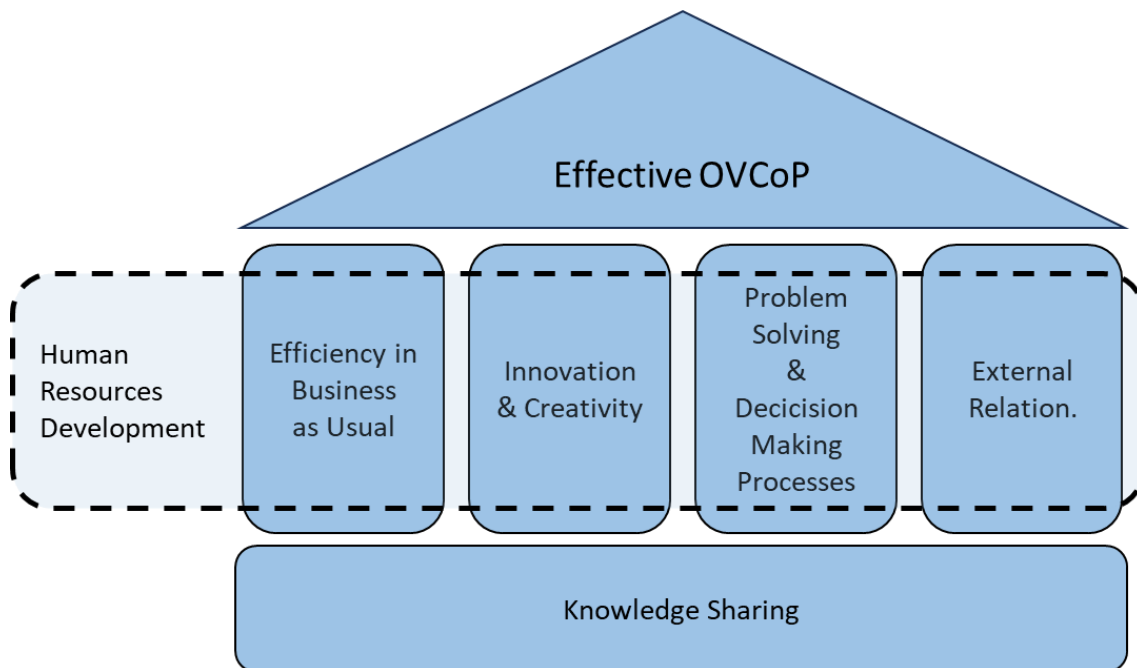 Effective OVCoP
Human
Resources
Development
Efficiency in
Business
as Usual
Innovation
& Creativity
Problem
Solving
&
Decicision
Making
Processes
External
Relation.
Knowledge Sharing